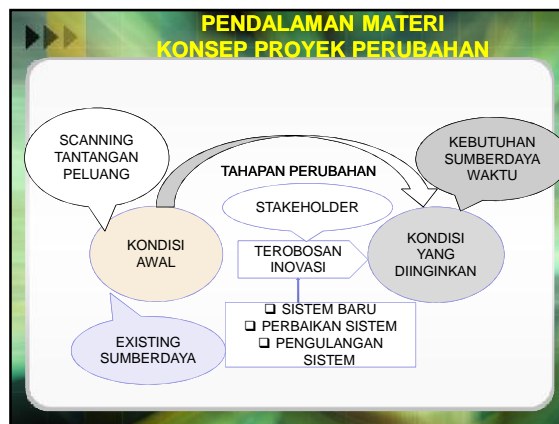 PENDALAMAN MATERI
KONSEP PROYEK PERUBAHAN
SCANNING
TANTANGAN
PELUANG
KEBUTUHAN
SUMBERDAYA
WAKTU
TAHAPAN PERUBAHAN
STAKEHOLDER
KONDISI
AWAL
TEROBOSAN
INOVASI
KONDISI
YANG
DIINGINKAN
❑ SISTEM BARU
❑ PERBAIKAN SISTEM
❑ PENGULANGAN
SISTEM
EXISTING
SUMBERDAYA